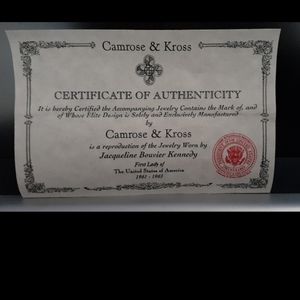 Camrose & Kross
CERTIFICATE OF AUTHENTICITY
It is hereby Certified the Accompanying Jewelry Contains the Mark of, and
of Whose Elite Design is Solely and Exclusively Manufactured
by
Camrose & Kross
is a reproduction of the Jewelry Worn by
Jacqueline Bouvier Kennedy
First Lady of
The United States of America
1961 - 1963